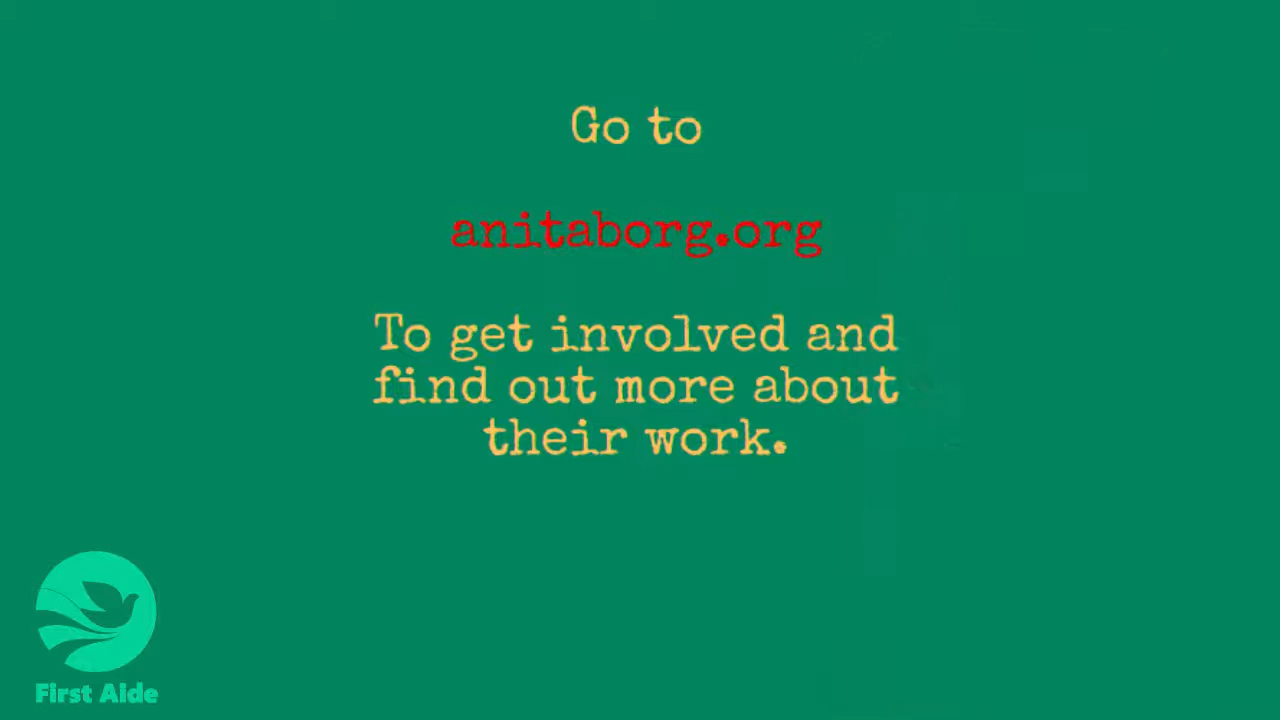 Go to
anitaborg.org
To get involved and
find out more about
their work.
First Aide